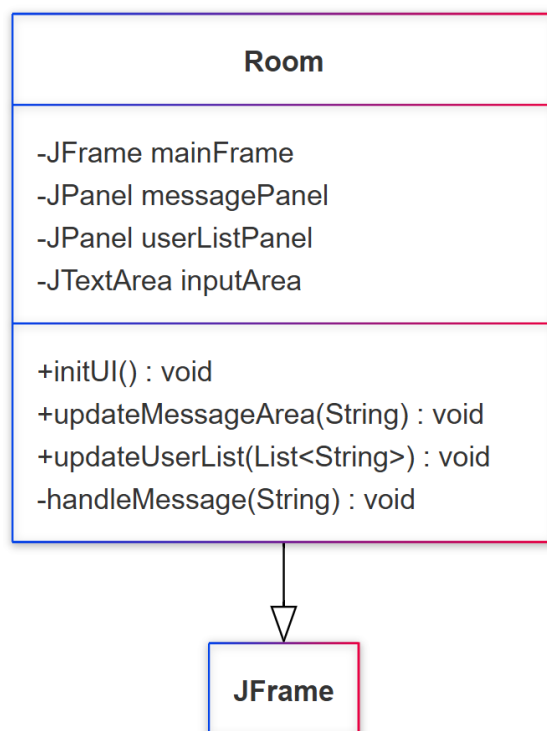 Room
-JFrame mainFrame
-JPanel messagePanel
-JPanel userListPanel
-JTextArea inputArea
+initUI() : void
+updateMessageArea(String) : void
+updateUserList(List<String>) : void
-handleMessage(String) : void
JFrame